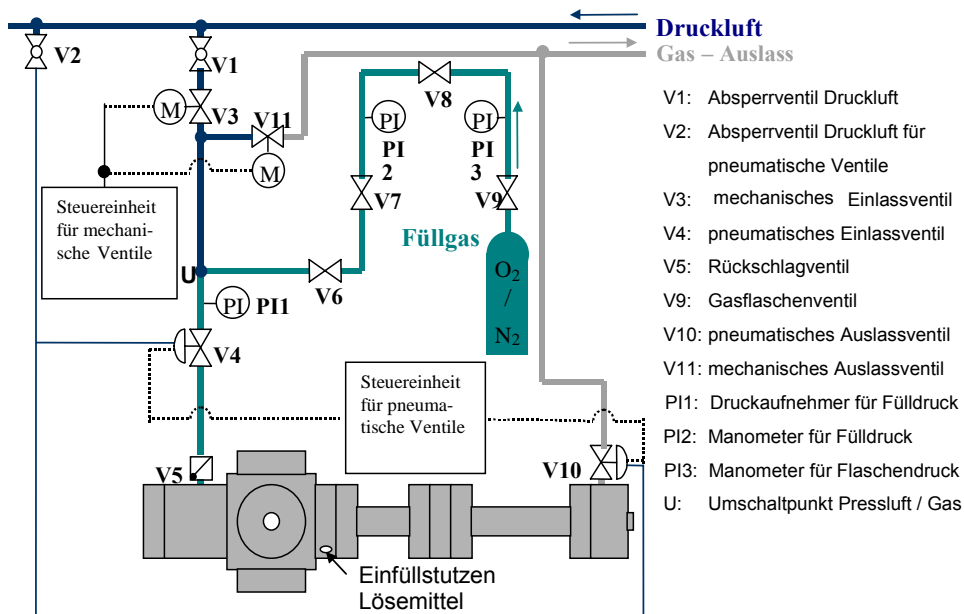 Druckluft
Gas – Auslass
V2
V1
M
V3
V11
M
V8
PI
PI
2
PI
PI
3
V7
V9
Steuereinheit
für mechani-
sche Ventile
Füllgas
U
V6
O2
/
N2
PI
PI1
V4
Steuereinheit
für pneuma-
tische Ventile
V5
V10
Einfüllstutzen
Lösemittel
V1: Absperrventil Druckluft
V2: Absperrventil Druckluft für
pneumatische Ventile
V3: mechanisches Einlassventil
V4: pneumatisches Einlassventil
V5: Rückschlagventil
V9: Gasflaschenventil
V10: pneumatisches Auslassventil
V11: mechanisches Auslassventil
PI1: Druckaufnehmer für Fülldruck
PI2: Manometer für Fülldruck
PI3: Manometer für Flaschendruck
U: Umschaltpunkt Pressluft / Gas